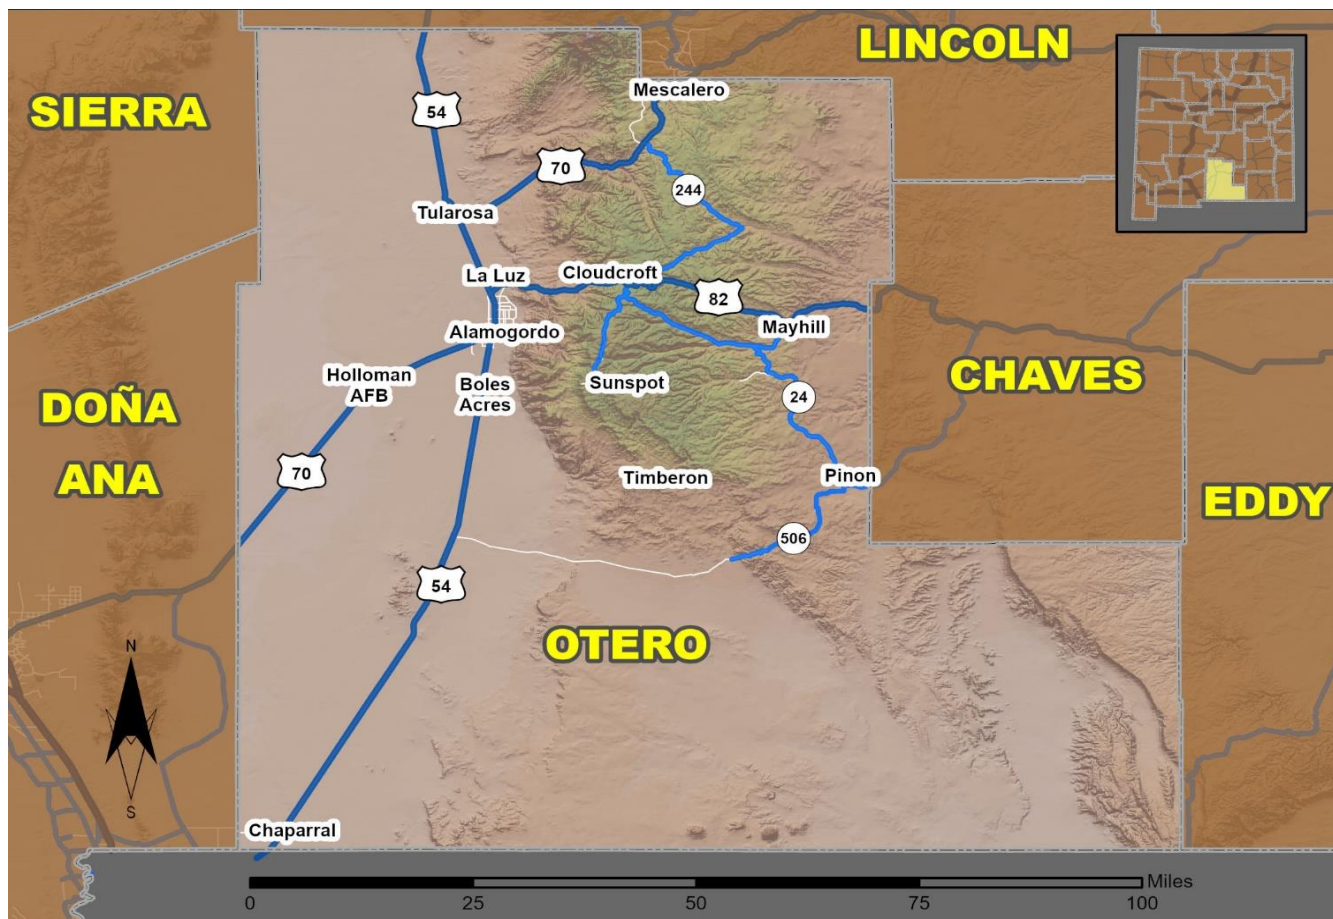 LINCOLN
SIERRA
Mescalero
54
70
244
Tularosa
La Luz
Cloudcroft
82
Mayhill
Alamogordo
Holloman
AFB
Boles
Acres
Sunspot
CHAVES
24
DOÑA
ANA
70
Timberon
Pinon
EDDY
506
54
OTERO
N
S
Chaparral
Miles
0
25
50
75
100